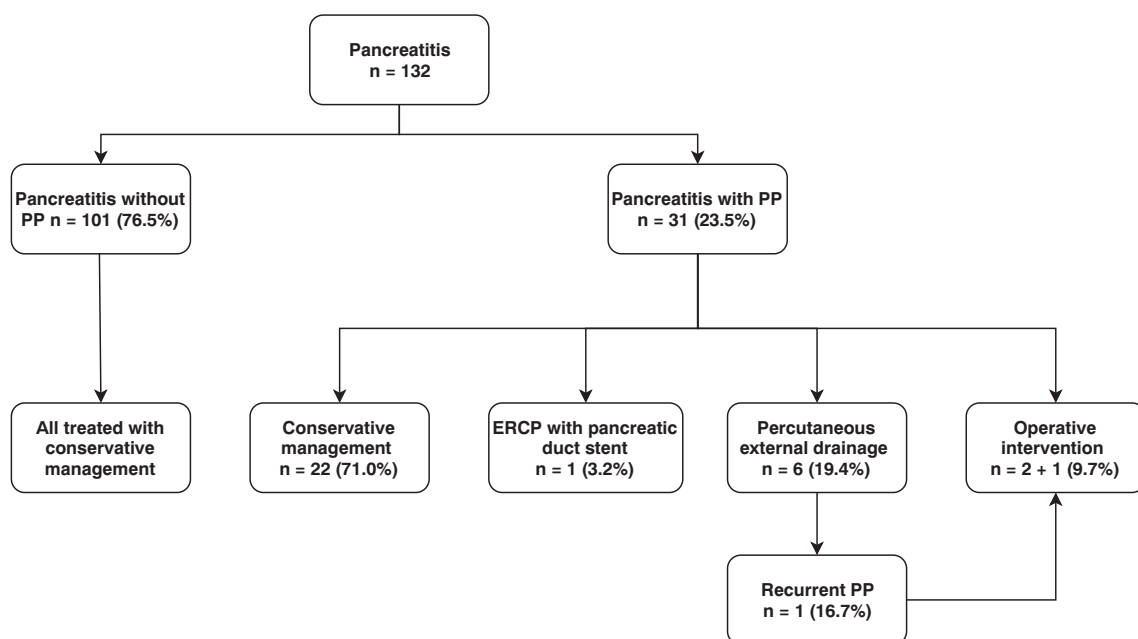 Pancreatitis
n = 132
Pancreatitis without
PP n = 101 (76.5%)
Pancreatitis with PP
n = 31 (23.5%)
All treated with
conservative
management
Conservative
management
n = 22 (71.0%)
ERCP with pancreatic
duct stent
n = 1 (3.2%)
Percutaneous
external drainage
n = 6 (19.4%)
Operative
intervention
n = 2 + 1 (9.7%)
Recurrent PP
n = 1 (16.7%)